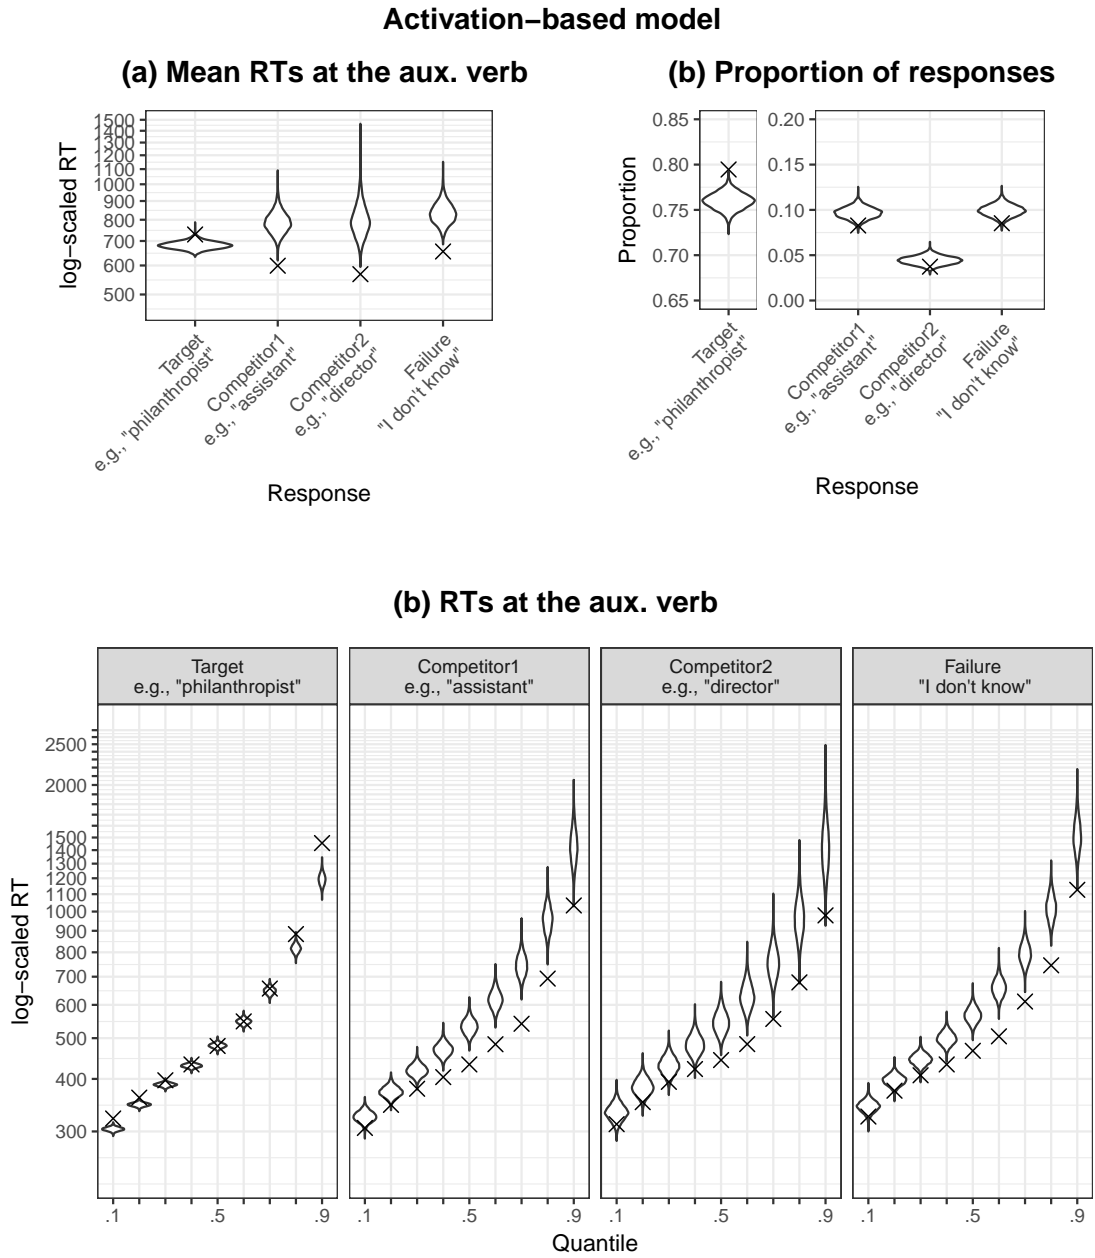 Activation−based model
(a) Mean RTs at the aux. verb
(b) Proportion of responses
log−scaled RT
1500
1400
1300
1200
1100
1000
900
800
700
600
500
Target
e.g., "philanthropist"
Competitor1
e.g., "assistant"
Competitor2
e.g., "director"
Failure
"I don't know"
Response
Proportion
0.85
0.80
0.75
0.70
0.65
0.20
0.15
0.10
0.05
0.00
Target
e.g., "philanthropist"
Competitor1
e.g., "assistant"
Competitor2
e.g., "director"
Failure
"I don't know"
Response
(b) RTs at the aux. verb
Target
e.g., "philanthropist"
Competitor1
e.g., "assistant"
Competitor2
e.g., "director"
Failure
"I don't know"
log−scaled RT
2500
2000
1500
1400
1300
1200
1100
1000
900
800
700
600
500
400
300
.1 .5 .9 .1 .5 .9 .1 .5 .9 .1 .5 .9
Quantile